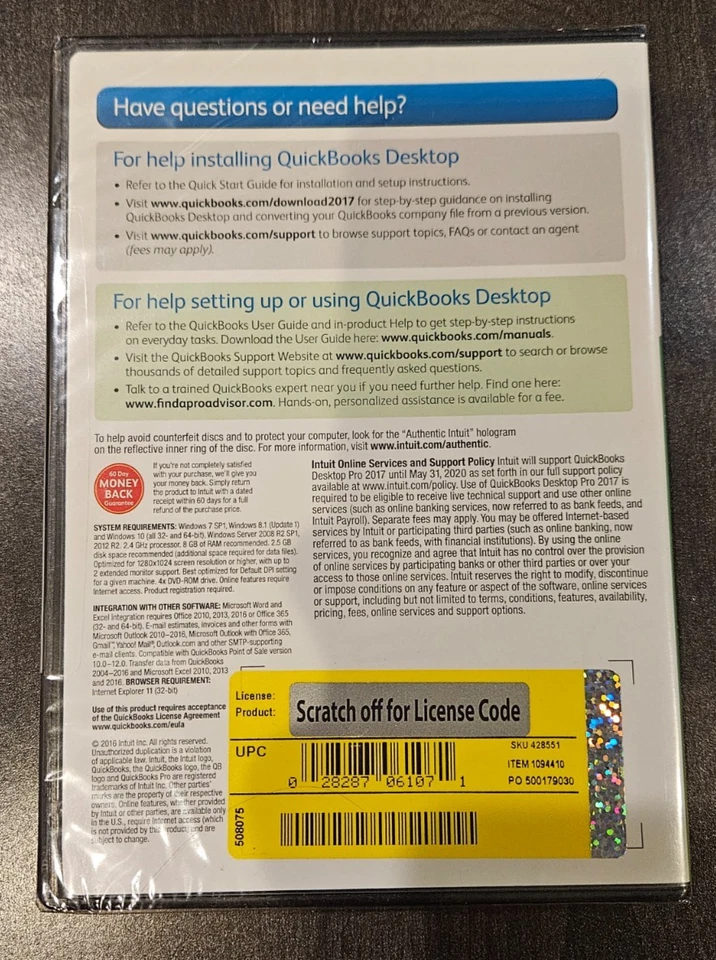 Have questions or need help?
For help installing QuickBooks Desktop
• Refer to the Quick Start Guide for installation and setup instructions.
• Visit www.quickbooks.com/download2017 for step-by-step guidance on installing
QuickBooks Desktop and converting your QuickBooks company file from a previous version.
• Visit www.quickbooks.com/support to browse support topics, FAQs or contact an agent
(fees may apply).
For help setting up or using QuickBooks Desktop
• Refer to the QuickBooks User Guide and in-product Help to get step-by-step instructions
on everyday tasks. Download the User Guide here: www.quickbooks.com/manuals.
• Visit the QuickBooks Support Website at www.quickbooks.com/support to search or browse
thousands of detailed support topics and frequently asked questions.
• Talk to a trained QuickBooks expert near you if you need further help. Find one here:
www.findaproadvisor.com. Hands-on, personalized assistance is available for a fee.
To help avoid counterfeit discs and to protect your computer, look for the “Authentic Intuit” hologram
on the reflective inner ring of the disc. For more information, visit www.intuit.com/authentic.
60 Day
MONEY
BACK
Guarantee
If you're not completely satisfied
with your purchase, we'll give you
your money back. Simply return
the product to Intuit with a dated
receipt within 60 days for a full
refund of the purchase price.
SYSTEM REQUIREMENTS: Windows 7 SP1, Windows 8.1 (Update 1)
and Windows 10 (all 32- and 64-bit), Windows Server 2008 R2 SP1,
2012 R2. 2.4 GHz processor, 8 GB of RAM recommended. 2.5 GB
disk space recommended (additional space required for data files).
Optimized for 1280x1024 screen resolution or higher, with up to
2 extended monitor support. Best optimized for Default DPI setting
for a given machine. 4x DVD-ROM drive. Online features require
Internet access. Product registration required.
INTEGRATION WITH OTHER SOFTWARE: Microsoft Word and
Excel Integration requires Office 2010, 2013, 2016 or Office 365
(32- and 64-bit). E-mail estimates, invoices and other forms with
Microsoft Outlook 2010–2016, Microsoft Outlook with Office 365,
Gmail™, Yahoo! Mail®, Outlook.com and other SMTP-supporting
e-mail clients. Compatible with QuickBooks Point of Sale version
10.0–12.0. Transfer data from QuickBooks
2004–2016 and Microsoft Excel 2010, 2013
and 2016. BROWSER REQUIREMENT:
Internet Explorer 11 (32-bit)
Use of this product requires acceptance
of the QuickBooks License Agreement
www.quickbooks.com/eula
© 2016 Intuit Inc. All rights reserved.
Unauthorized duplication is a violation
of applicable law. Intuit, the Intuit logo,
QuickBooks, the QuickBooks logo, the QB
logo and QuickBooks Pro are registered
trademarks of Intuit Inc. Other parties'
marks are the property of their respective
owners. Online features, whether provided
by Intuit or other parties, are available only
in the U.S., require Internet access (which
is not provided by this product) and are
subject to change.
Intuit Online Services and Support Policy Intuit will support QuickBooks
Desktop Pro 2017 until May 31, 2020 as set forth in our full support policy
available at www.intuit.com/policy. Use of QuickBooks Desktop Pro 2017 is
required to be eligible to receive live technical support and use other online
services (such as online banking services, now referred to as bank feeds, and
Intuit Payroll). Separate fees may apply. You may be offered Internet-based
services by Intuit or participating third parties (such as online banking, now
referred to as bank feeds, with financial institutions). By using the online
services, you recognize and agree that Intuit has no control over the provision
of online services by participating banks or other third parties or over your
access to those online services. Intuit reserves the right to modify, discontinue
or impose conditions on any feature or aspect of the software, online services
or support, including but not limited to terms, conditions, features, availability,
pricing, fees, online services and support options.
License:
Product:
Scratch off for License Code
UPC
0 28287 06107 1
SKU 428551
ITEM 1094410
PO 500179030
508075